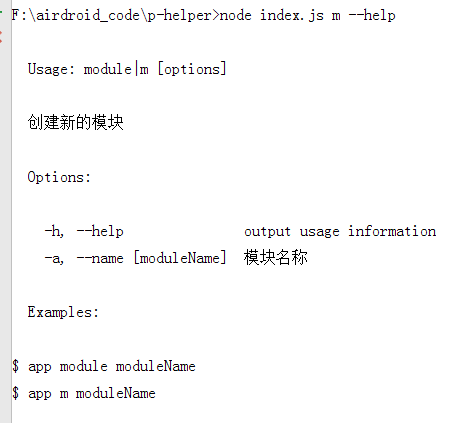 F:\airdroid_code\p-helper>node index.js m --help
Usage: module|m [options]
创建新的模块
Options:
-h, --help output usage information
-a, --name [moduleName] 模块名称
Examples:
$ app module moduleName
$ app m moduleName